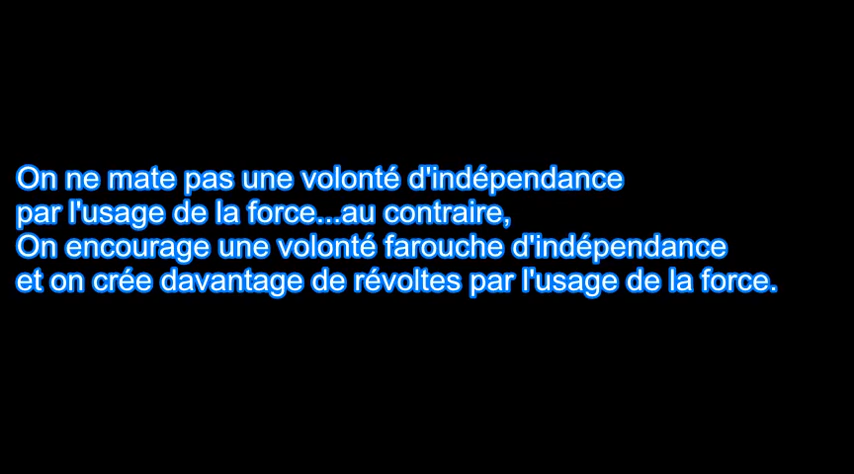 On ne mate pas une volonté d'indépendance
par l'usage de la force...au contraire,
On encourage une volonté farouche d'indépendance
et on crée davantage de révoltes par l'usage de la force.